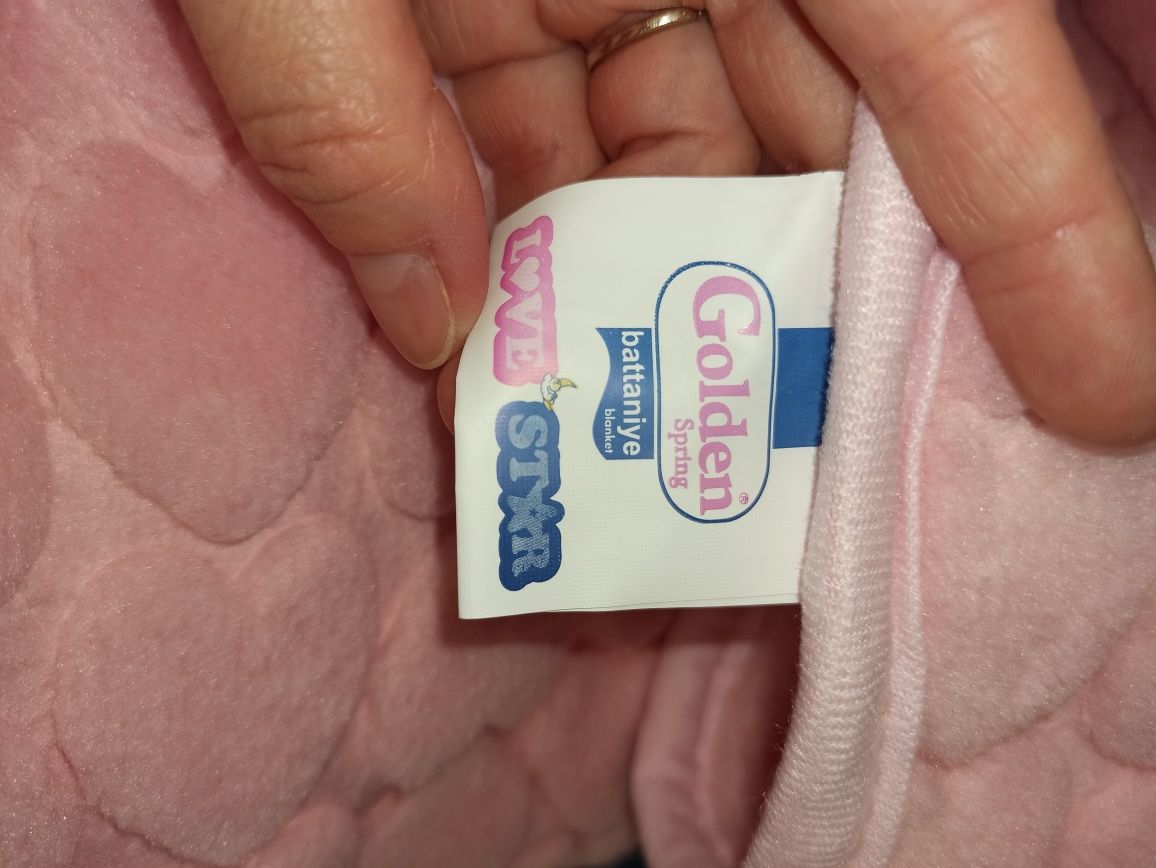 Golden®
Spring
battaniye
blanket
LOVE
STAR